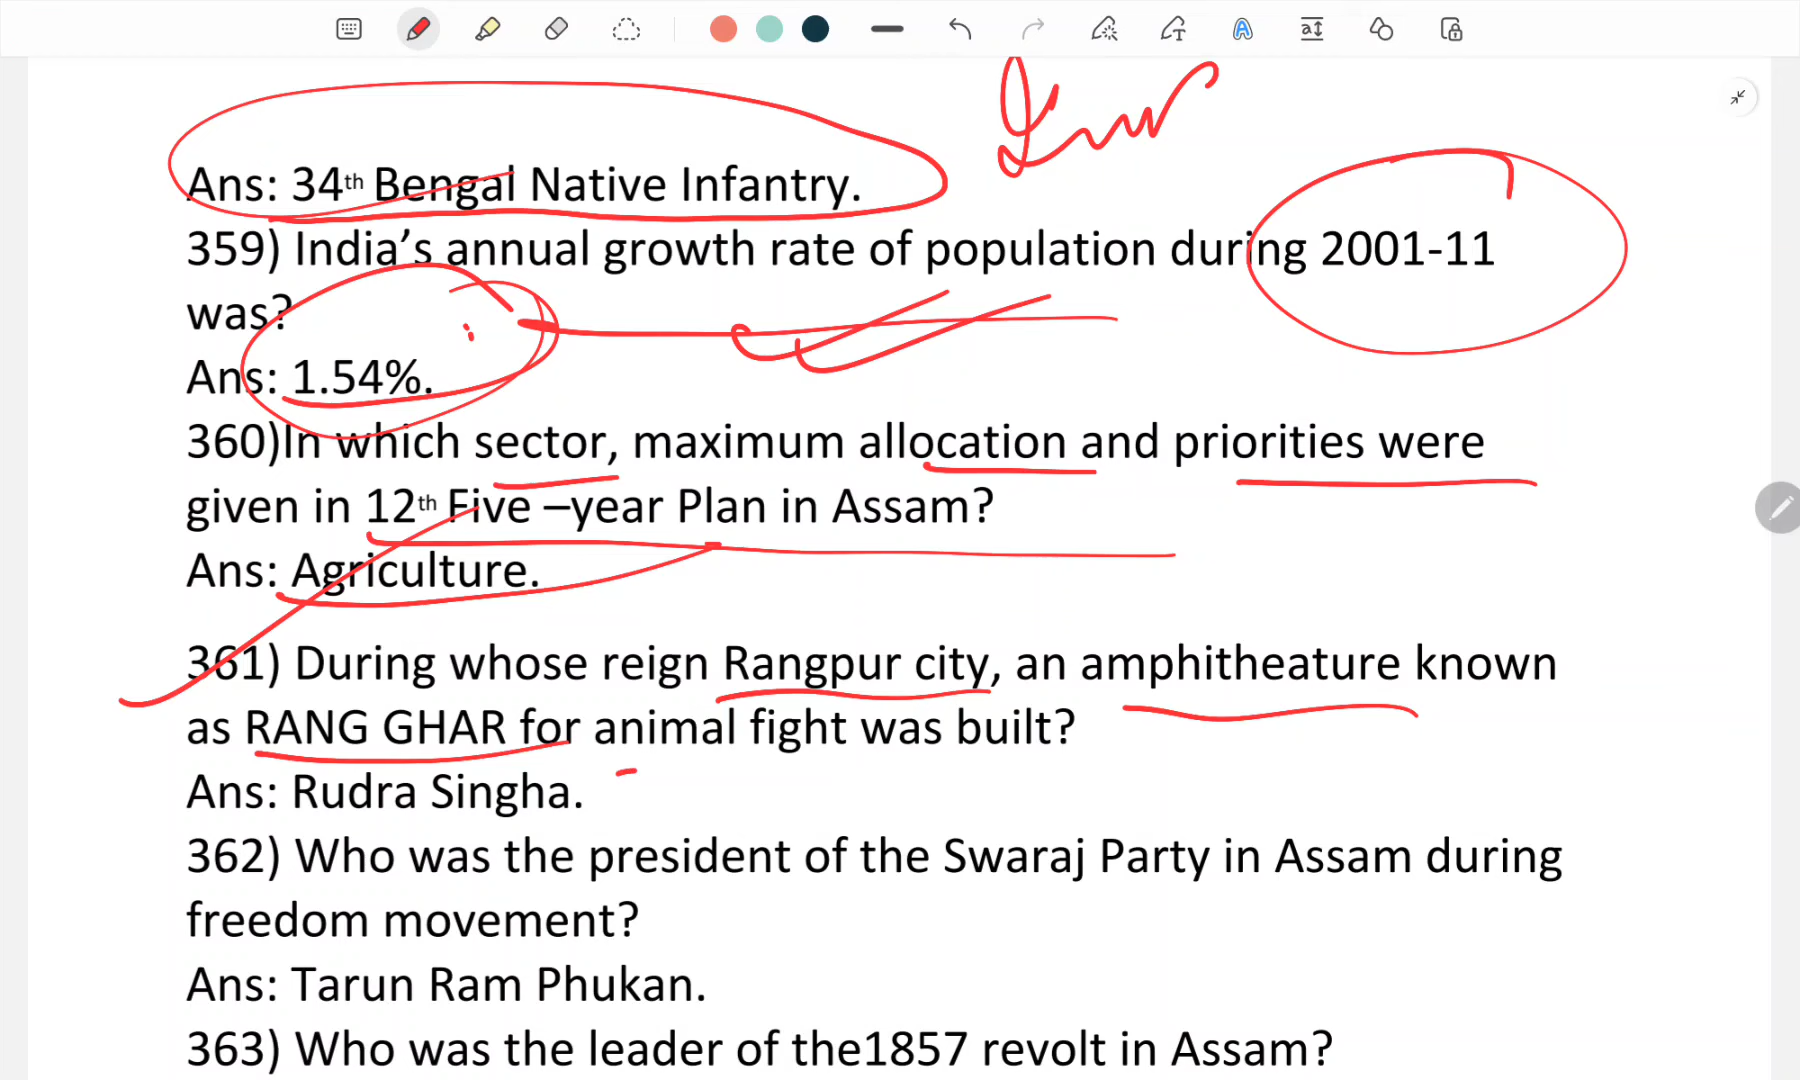 Ans: 34th Bengal Native Infantry.
359) India’s annual growth rate of population during 2001-11
was?
Ans: 1.54%.
360)In which sector, maximum allocation and priorities were
given in 12th Five –year Plan in Assam?
Ans: Agriculture.
361) During whose reign Rangpur city, an amphitheature known
as RANG GHAR for animal fight was built?
Ans: Rudra Singha.
362) Who was the president of the Swaraj Party in Assam during
freedom movement?
Ans: Tarun Ram Phukan.
363) Who was the leader of the1857 revolt in Assam?